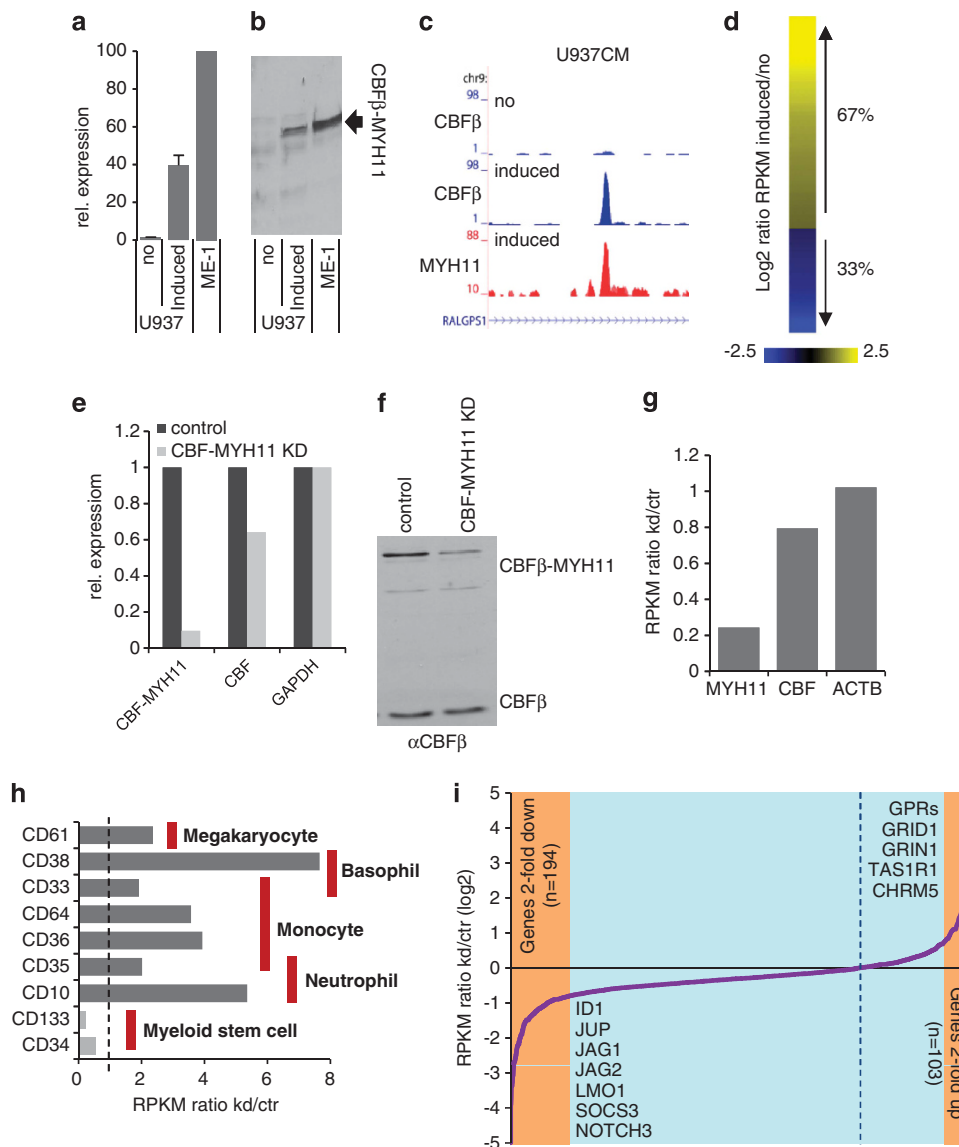 a
100
80
60
40
20
0
rel. expression
no
Induced
ME-1
U937
b
CBFβ-MYH11
no
Induced
ME-1
U937
c
U937CM
chr9:
98
no
CBFβ
1
98
induced
CBFβ
1
88
induced
MYH11
10
RALGPS1
d
Log2 ratio RPKM induced/no
67%
33%
-2.5
2.5
e
control
CBF-MYH11 KD
1.2
1
0.8
0.6
0.4
0.2
0
rel. expressiom
CBF-MYH11
CBF
GAPDH
f
control
CBF-MYH11 KD
CBFβ-MYH11
CBFβ
αCBFβ
g
1.2
1
0.8
0.6
0.4
0.2
0
RPKM ratio kd/ctr
MYH11
CBF
ACTB
h
CD61
CD38
CD33
CD64
CD36
CD35
CD10
CD133
CD34
Megakaryocyte
Basophil
Monocyte
Neutrophil
Myeloid stem cell
0 2 4 6 8
RPKM ratio kd/ctr
i
5
4
3
2
1
0
-1
-2
-3
-4
-5
RPKM ratio kd/ctr (log2)
Genes 2-fold down
(n=194)
GPRs
GRID1
GRIN1
TAS1R1
CHRM5
ID1
JUP
JAG1
JAG2
LMO1
SOCS3
NOTCH3
Genes 2-fold up
(n=103)